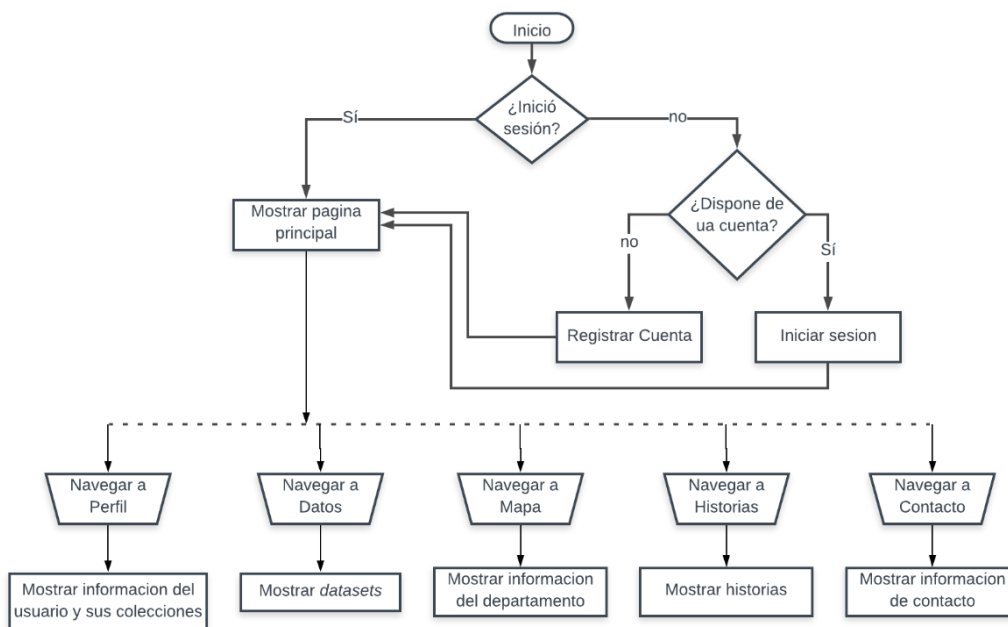 Inicio
¿Inició
sesión?
Sí
no
Mostrar pagina
principal
¿Dispone de
ua cuenta?
no
Sí
Registrar Cuenta
Iniciar sesion
Navegar a
Perfil
Navegar a
Datos
Navegar a
Mapa
Navegar a
Historias
Navegar a
Contacto
Mostrar informacion del
usuario y sus colecciones
Mostrar datasets
Mostrar informacion
del departamento
Mostrar historias
Mostrar informacion
de contacto